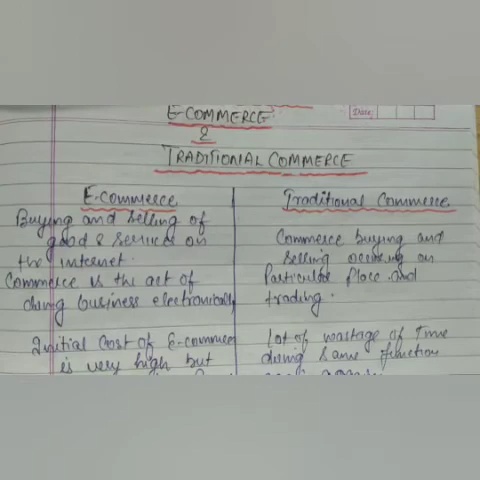 Date
E-COMMERCE
&
TRADITIONAL COMMERCE
E-Commerce
Buying and selling of
good & services on
the internet.
Commerce is the act of
doing business electronically
Initial Cost of E-commerce
is very high but
Traditional Commerce
Commerce buying and
selling occuring on
Particular Place and
trading.
Lot of wastage of Time
doing same function